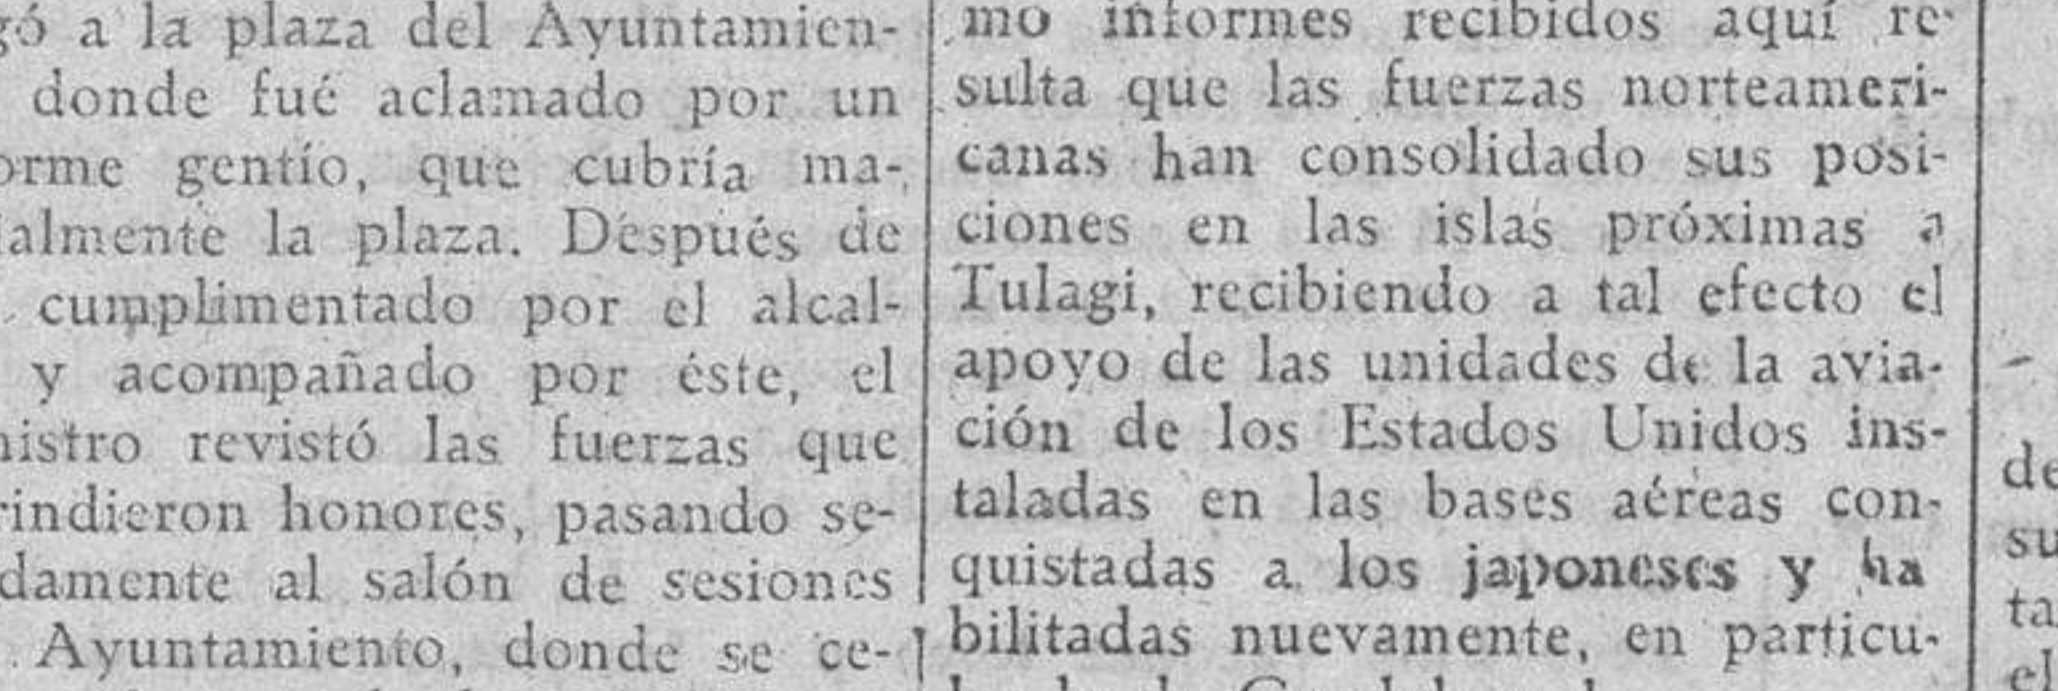 gó a la plaza del Ayuntamien-
donde fué aclamado por un
orme gentío, que cubría ma-
ialmente la plaza. Después de
cumplimentado por el alcal-
y acompañado por éste, el
nistro revistó las fuerzas que
rindieron honores, pasando se-
damente al salón de sesiones
Ayuntamiento, donde se ce-
mo informes recibidos aquí re-
sulta que las fuerzas norteameri-
canas han consolidado sus posi-
ciones en las islas próximas a
Tulagi, recibiendo a tal efecto el
apoyo de las unidades de la avia-
ción de los Estados Unidos ins-
taladas en las bases aéreas con-
quistadas a los japoneses y ha
bilitadas nuevamente, en particu-
de
su
ta
el